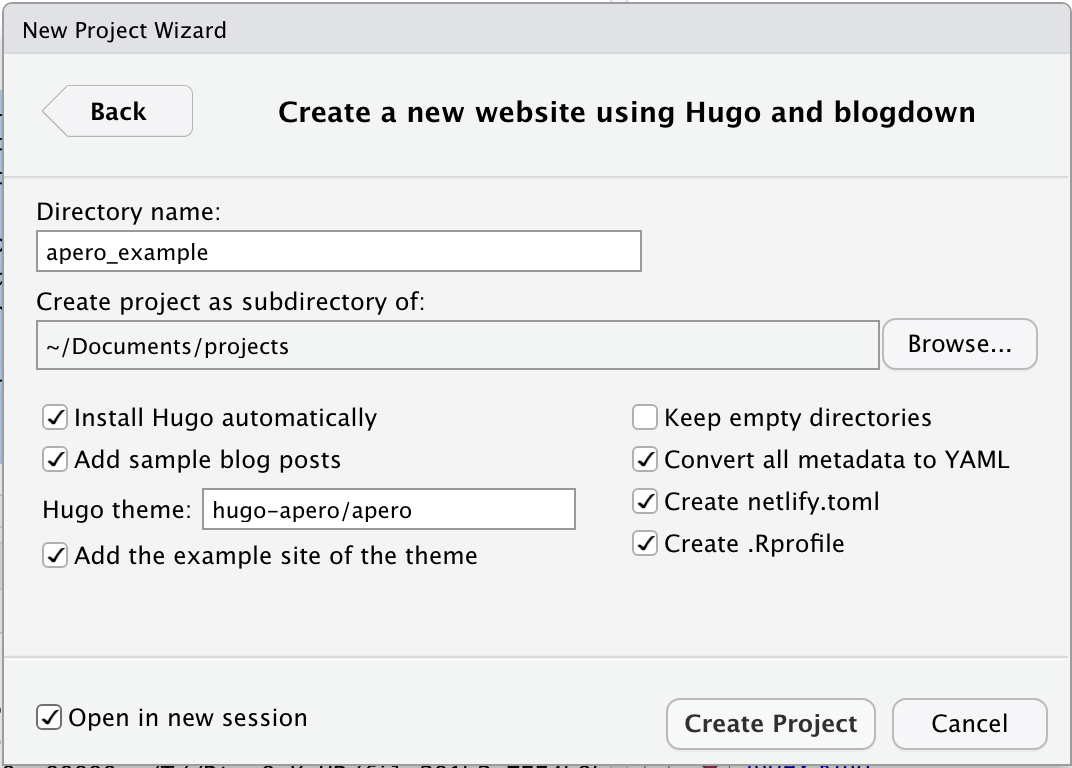 New Project Wizard
Back
Create a new website using Hugo and blogdown
Directory name:
apero_example
Create project as subdirectory of:
~/Documents/projects
Browse...
Install Hugo automatically
Keep empty directories
Add sample blog posts
Convert all metadata to YAML
Hugo theme: hugo-apero/apero
Create netlify.toml
Add the example site of the theme
Create .Rprofile
Open in new session
Create Project
Cancel